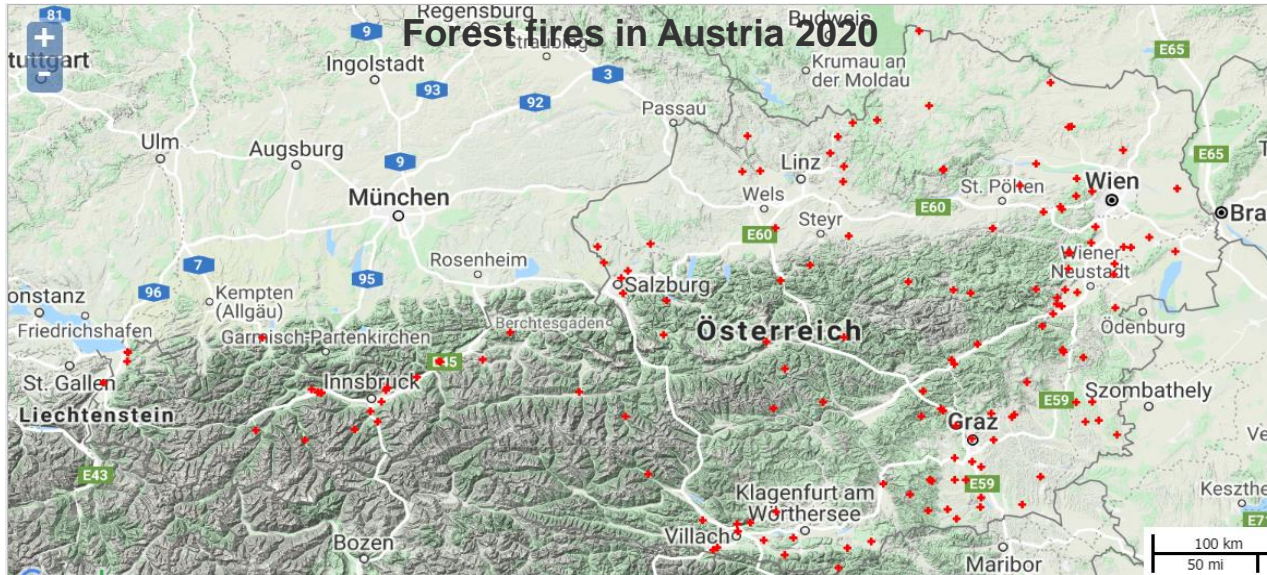 Forest fires in Austria 2020
81
Regensburg
Budweis
+
-
9
Straubing
E65
tuttgart
Ingolstadt
3
Krumau an
der Moldau
93
92
Passau
Ulm
Augsburg
9
Linz
E65
München
Wels
St. Pölten
Wien
E60
Bra
Steyr
E60
7
95
Rosenheim
Wiener
Neustadt
96
Salzburg
onstanz
Kempten
(Allgäu)
Berchtesgaden
Ödenburg
Friedrichshafen
Garmisch-Partenkirchen
Österreich
St. Gallen
E45
Innsbruck
Szombathely
Liechtenstein
E59
Graz
Ve
E43
E59
Klagenfurt am
Wörthersee
Keszthe
E71
Villach
Bozen
Maribor
100 km
50 mi